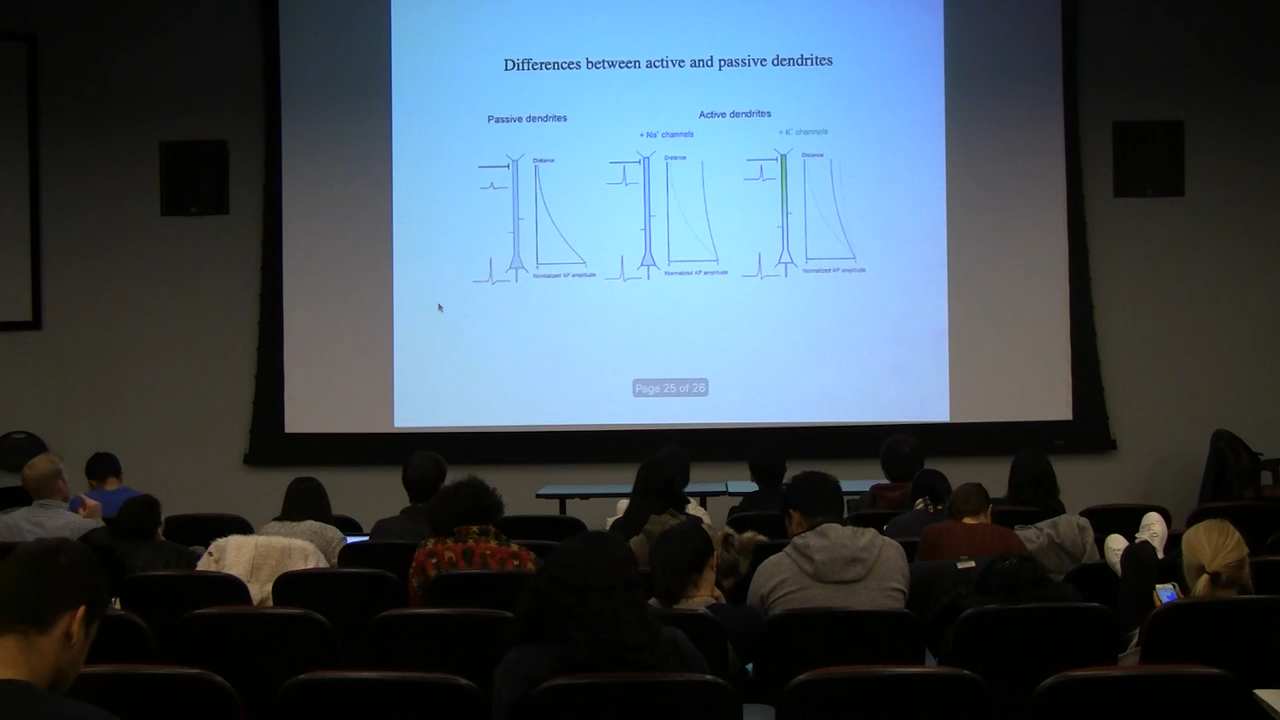 Differences between active and passive dendrites
Passive dendrites
Active dendrites
+ Na⁺ channels
+ K⁺ channels
Distance
Distance
Distance
Normalized AP amplitude
Normalized AP amplitude
Normalized AP amplitude
Page 25 of 26